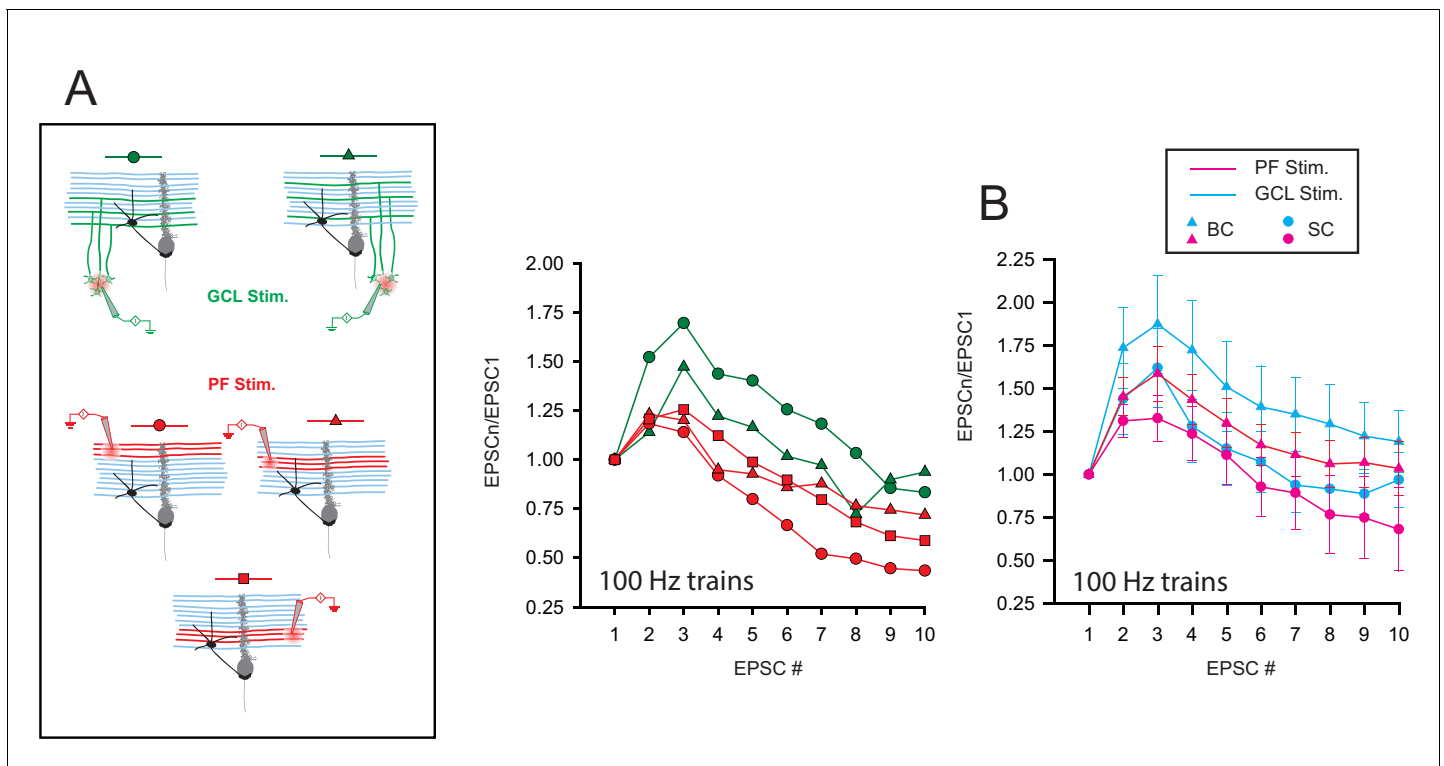 A
GCL Stim.
PF Stim.
EPSCn/EPSC1
2.00
1.75
1.50
1.25
1.00
0.75
0.50
0.25
100 Hz trains
1 2 3 4 5 6 7 8 9 10
EPSC #
B
PF Stim.
GCL Stim.
BC SC
EPSCn/EPSC1
2.25
2.00
1.75
1.50
1.25
1.00
0.75
0.50
0.25
100 Hz trains
1 2 3 4 5 6 7 8 9 10
EPSC #